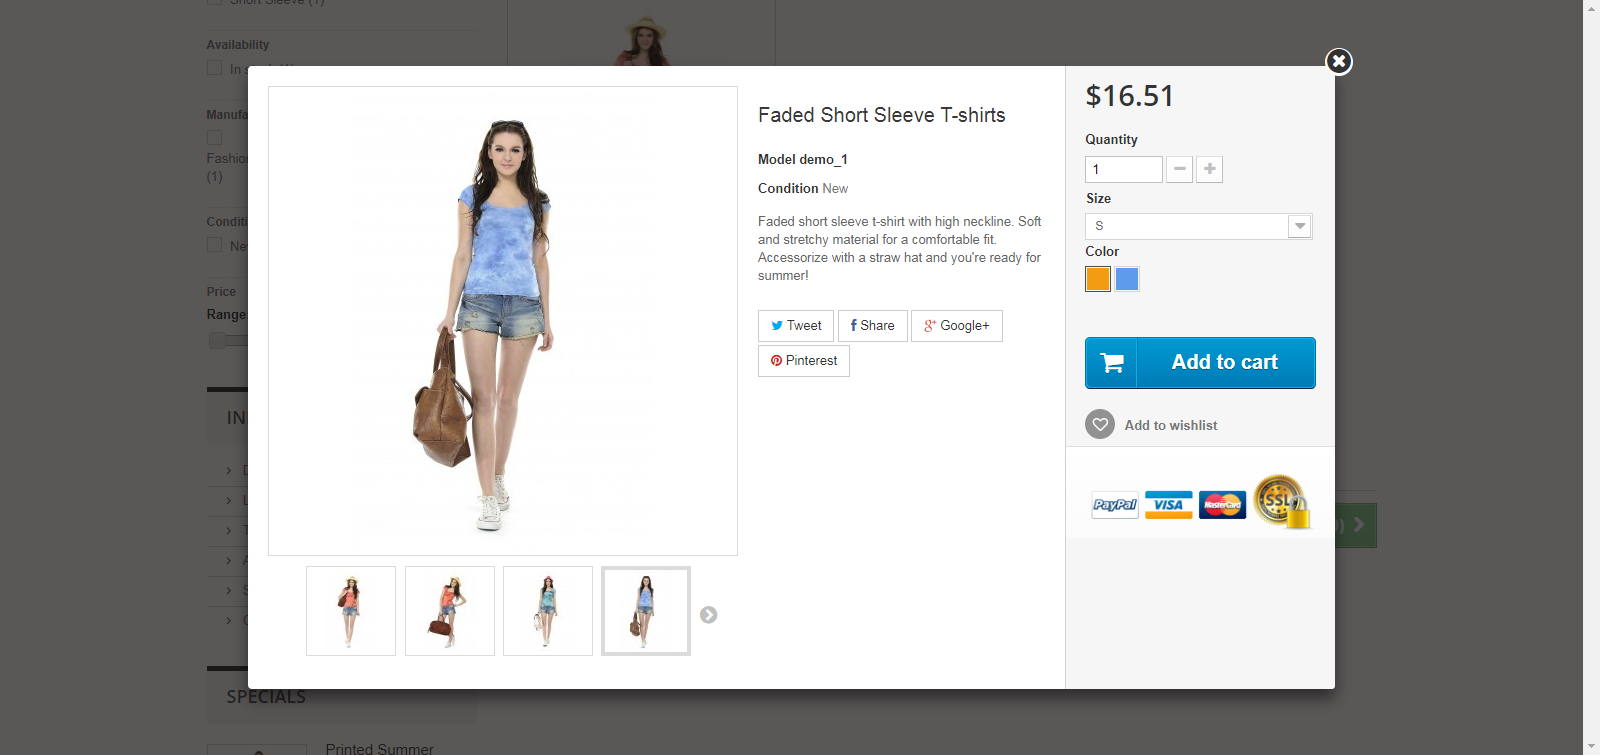 Short Sleeve (1)
Availability
In
Manufa
Fashion
(1)
Conditi
New
Price
Range:
IN
SPECIALS
Printed Summer
Faded Short Sleeve T-shirts
Model demo_1
Condition New
Faded short sleeve t-shirt with high neckline. Soft
and stretchy material for a comfortable fit.
Accessorize with a straw hat and you're ready for
summer!
Tweet
Share
Google+
Pinterest
$16.51
Quantity
1
Size
S
Color
Add to cart
Add to wishlist
PayPal VISA MasterCard SSL